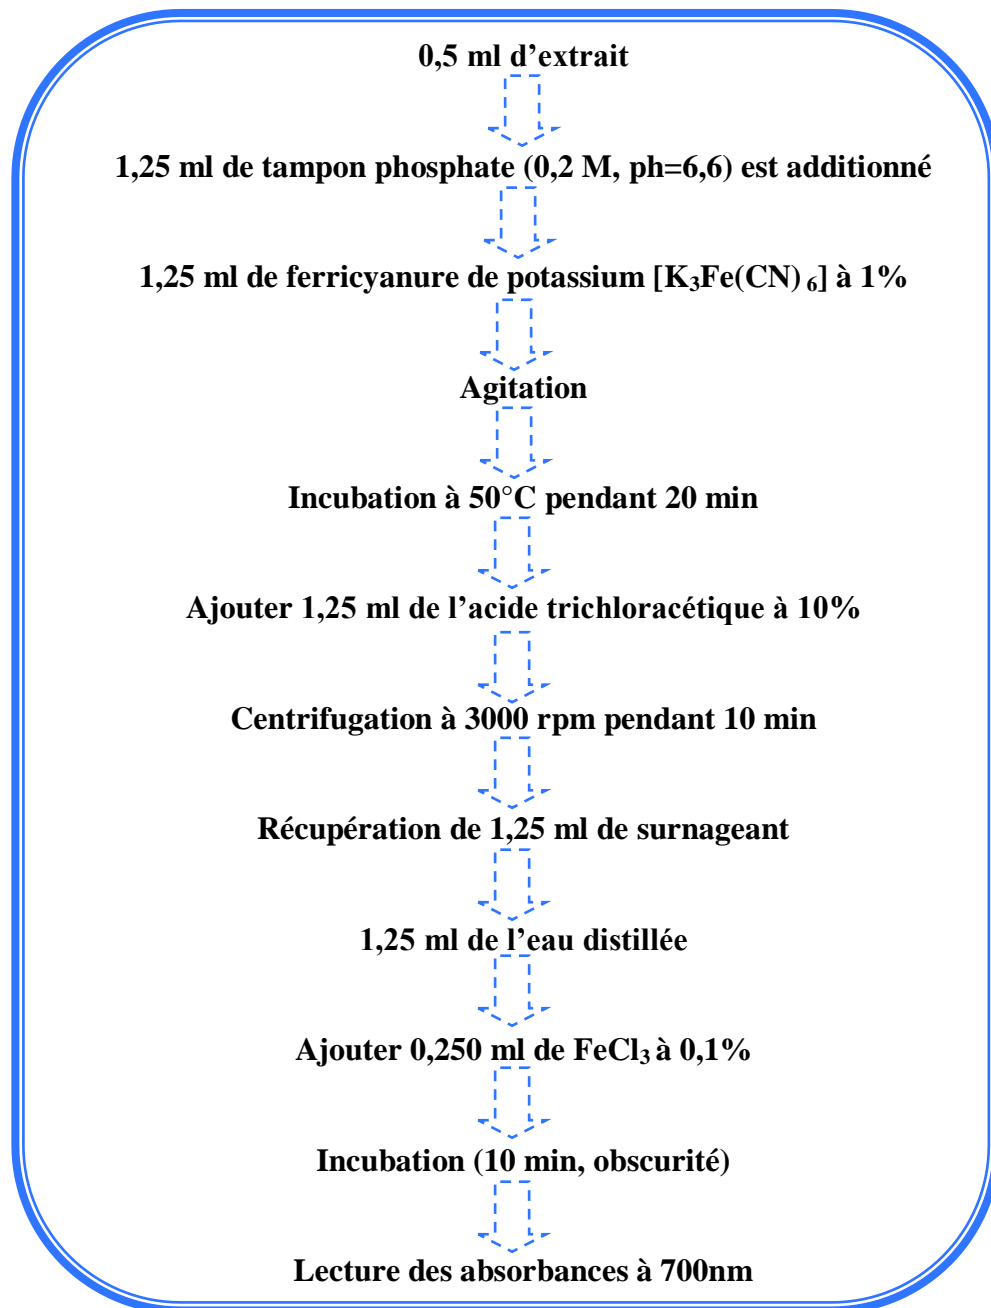 0,5 ml d’extrait
1,25 ml de tampon phosphate (0,2 M, ph=6,6) est additionné
1,25 ml de ferricyanure de potassium [K₃Fe(CN) ₆] à 1%
Agitation
Incubation à 50°C pendant 20 min
Ajouter 1,25 ml de l’acide trichloracétique à 10%
Centrifugation à 3000 rpm pendant 10 min
Récupération de 1,25 ml de surnageant
1,25 ml de l’eau distillée
Ajouter 0,250 ml de FeCl₃ à 0,1%
Incubation (10 min, obscurité)
Lecture des absorbances à 700nm